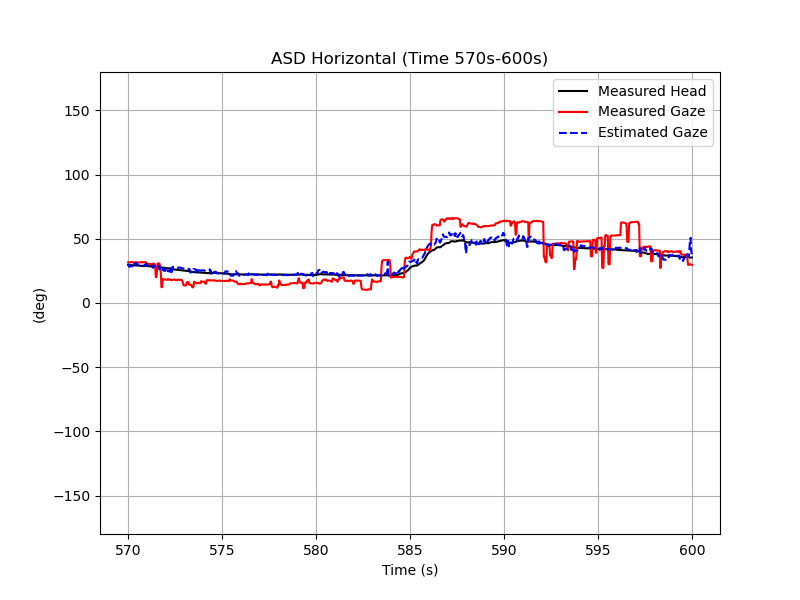 ASD Horizontal (Time 570s-600s)
Measured Head
Measured Gaze
Estimated Gaze
150
100
50
0
−50
−100
−150
(deg)
570
575
580
585
590
595
600
Time (s)